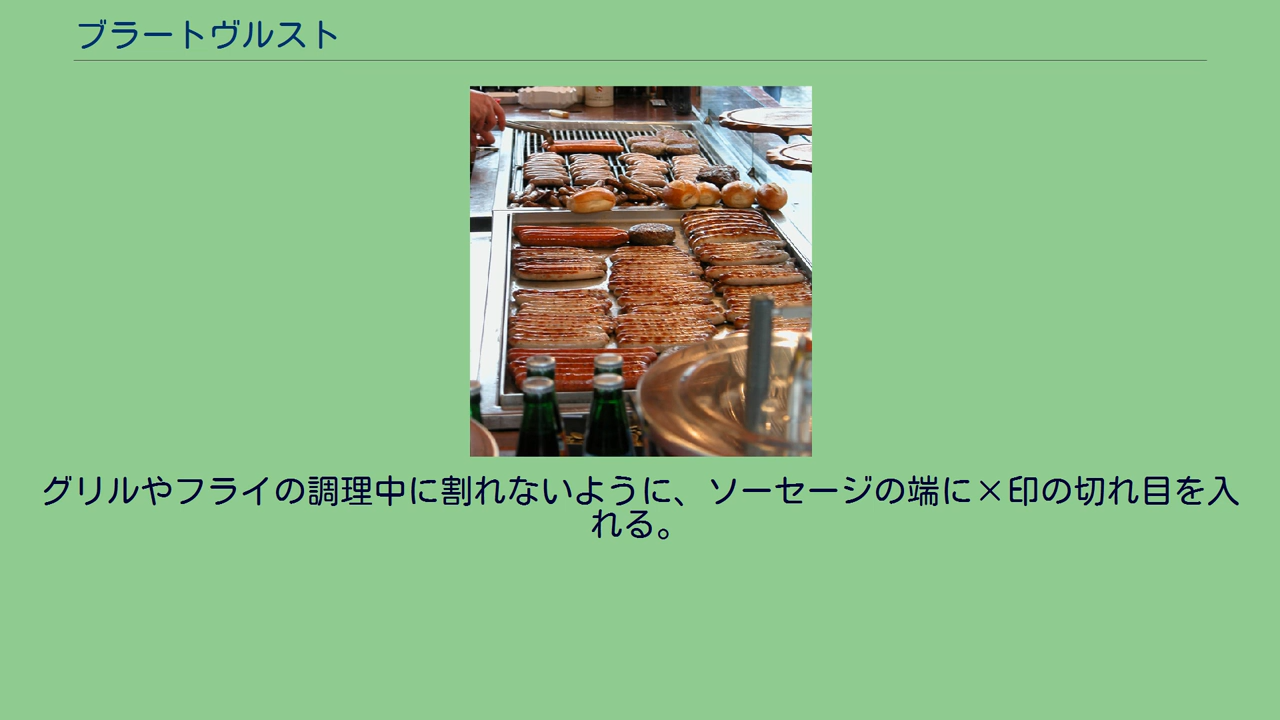 ブラートヴルスト
グリルやフライの調理中に割れないように、ソーセージの端に×印の切れ目を入
れる。